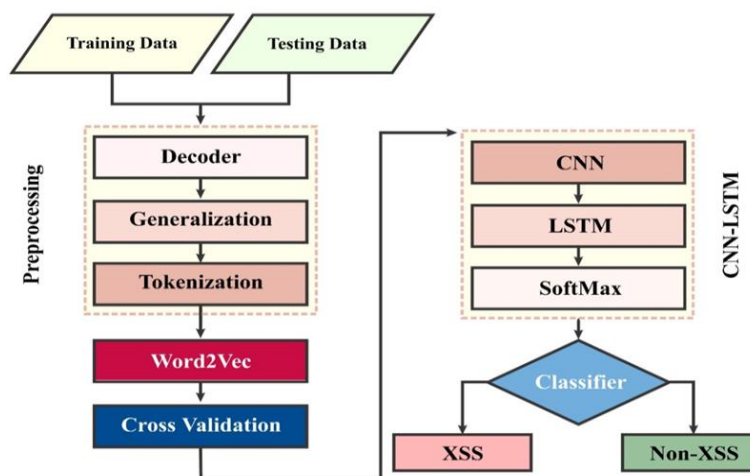 Training Data
Testing Data
Preprocessing
Decoder
Generalization
Tokenization
Word2Vec
Cross Validation
CNN
LSTM
SoftMax
CNN-LSTM
Classifier
XSS
Non-XSS